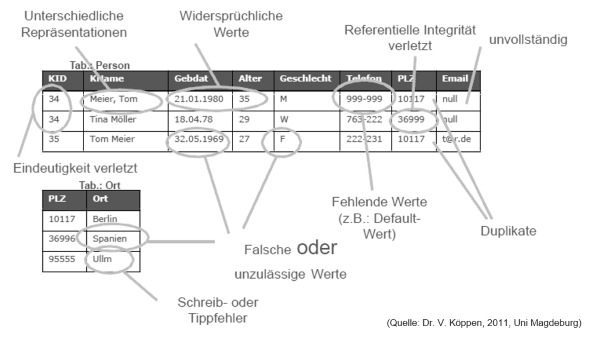 Unterschiedliche
Repräsentationen
Widersprüchliche
Werte
Referentielle Integrität
verletzt
unvollständig
Tab.: Person
KID KName Gebdat Alter Geschlecht Telefon PLZ Email
34 Meier, Tom 21.01.1980 35 M 999-999 10117 null
34 Tina Möller 18.04.78 29 W 763-222 36999 null
35 Tom Meier 32.05.1969 27 F 222-231 10117 t@r.de
Eindeutigkeit verletzt
Tab.: Ort
PLZ Ort
10117 Berlin
36996 Spanien
95555 Ullm
Fehlende Werte
(z.B.: Default-
Wert)
Duplikate
Falsche oder
unzulässige Werte
Schreib- oder
Tippfehler
(Quelle: Dr. V. Köppen, 2011, Uni Magdeburg)